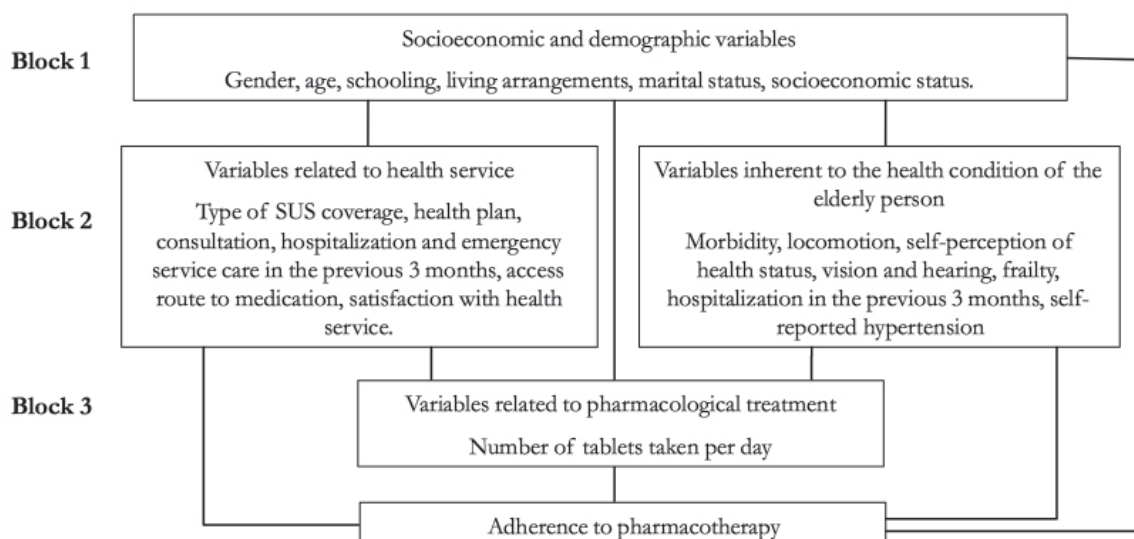 Block 1
Socioeconomic and demographic variables
Gender, age, schooling, living arrangements, marital status, socioeconomic status.
Block 2
Variables related to health service
Type of SUS coverage, health plan,
consultation, hospitalization and emergency
service care in the previous 3 months, access
route to medication, satisfaction with health
service.
Variables inherent to the health condition of the
elderly person
Morbidity, locomotion, self-perception of
health status, vision and hearing, frailty,
hospitalization in the previous 3 months, self-
reported hypertension
Block 3
Variables related to pharmacological treatment
Number of tablets taken per day
Adherence to pharmacotherapy